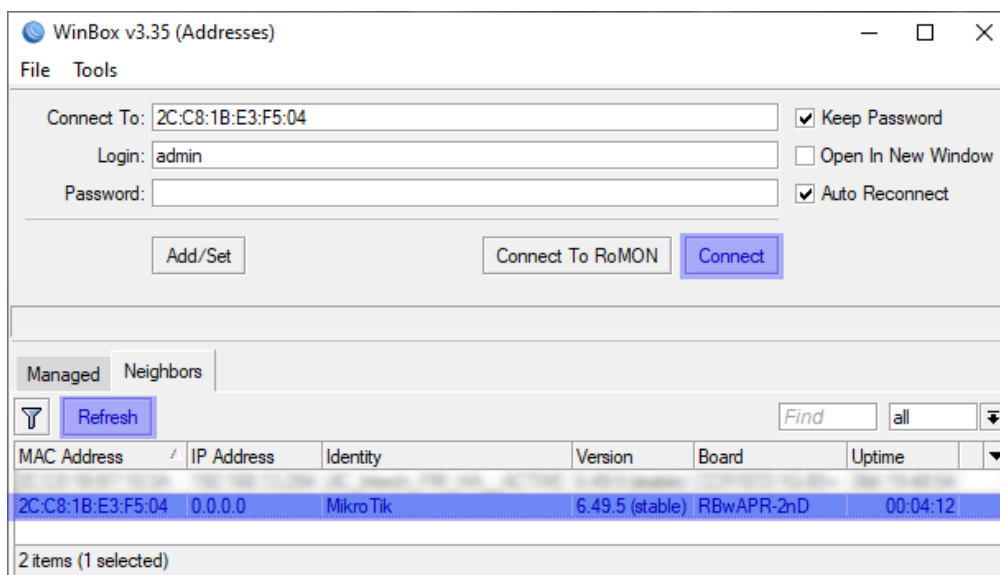 WinBox v3.35 (Addresses)
File Tools
Connect To: 2C:C8:1B:E3:F5:04 Keep Password
Login: admin Open In New Window
Password: Auto Reconnect
Add/Set Connect To RoMON Connect
Managed Neighbors
Refresh Find all
MAC Address IP Address Identity Version Board Uptime
2C:C8:1B:E3:F5:04 0.0.0.0 MikroTik 6.49.5 (stable) RBwAPR-2nD 00:04:12
2 items (1 selected)